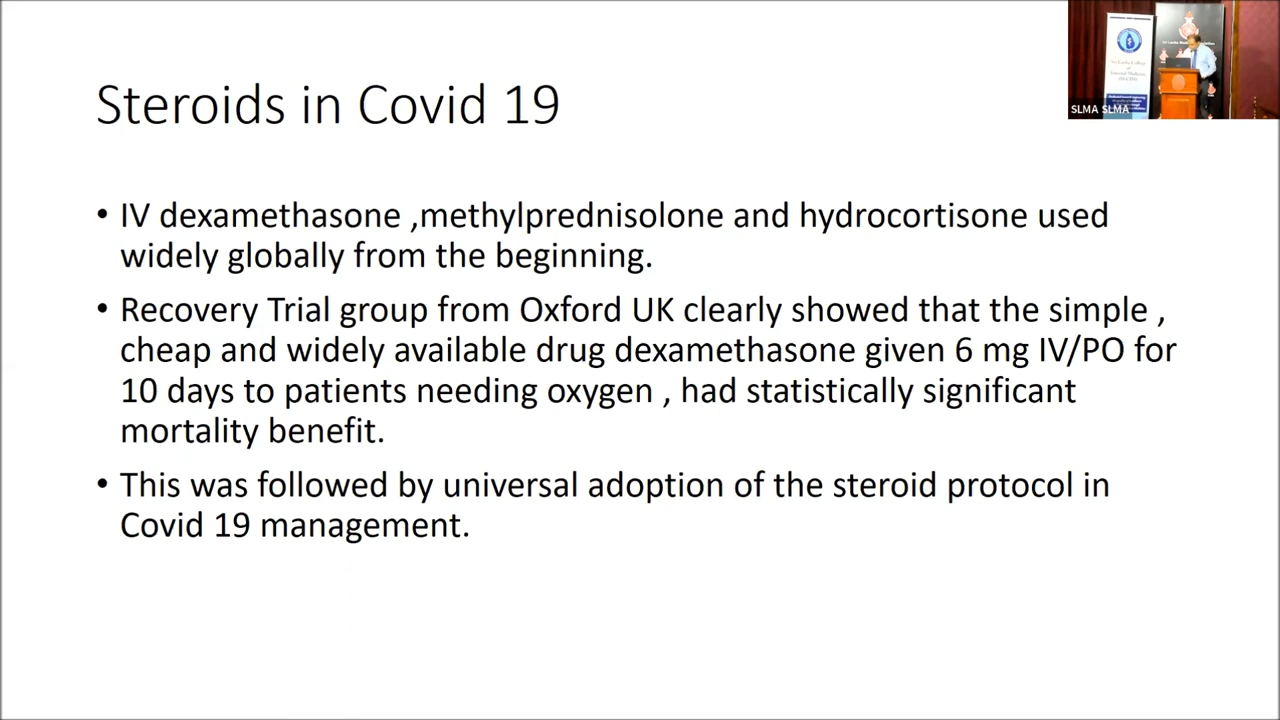 Steroids in Covid 19
• IV dexamethasone ,methylprednisolone and hydrocortisone used
widely globally from the beginning.
• Recovery Trial group from Oxford UK clearly showed that the simple ,
cheap and widely available drug dexamethasone given 6 mg IV/PO for
10 days to patients needing oxygen , had statistically significant
mortality benefit.
• This was followed by universal adoption of the steroid protocol in
Covid 19 management.
SLMA SLMA